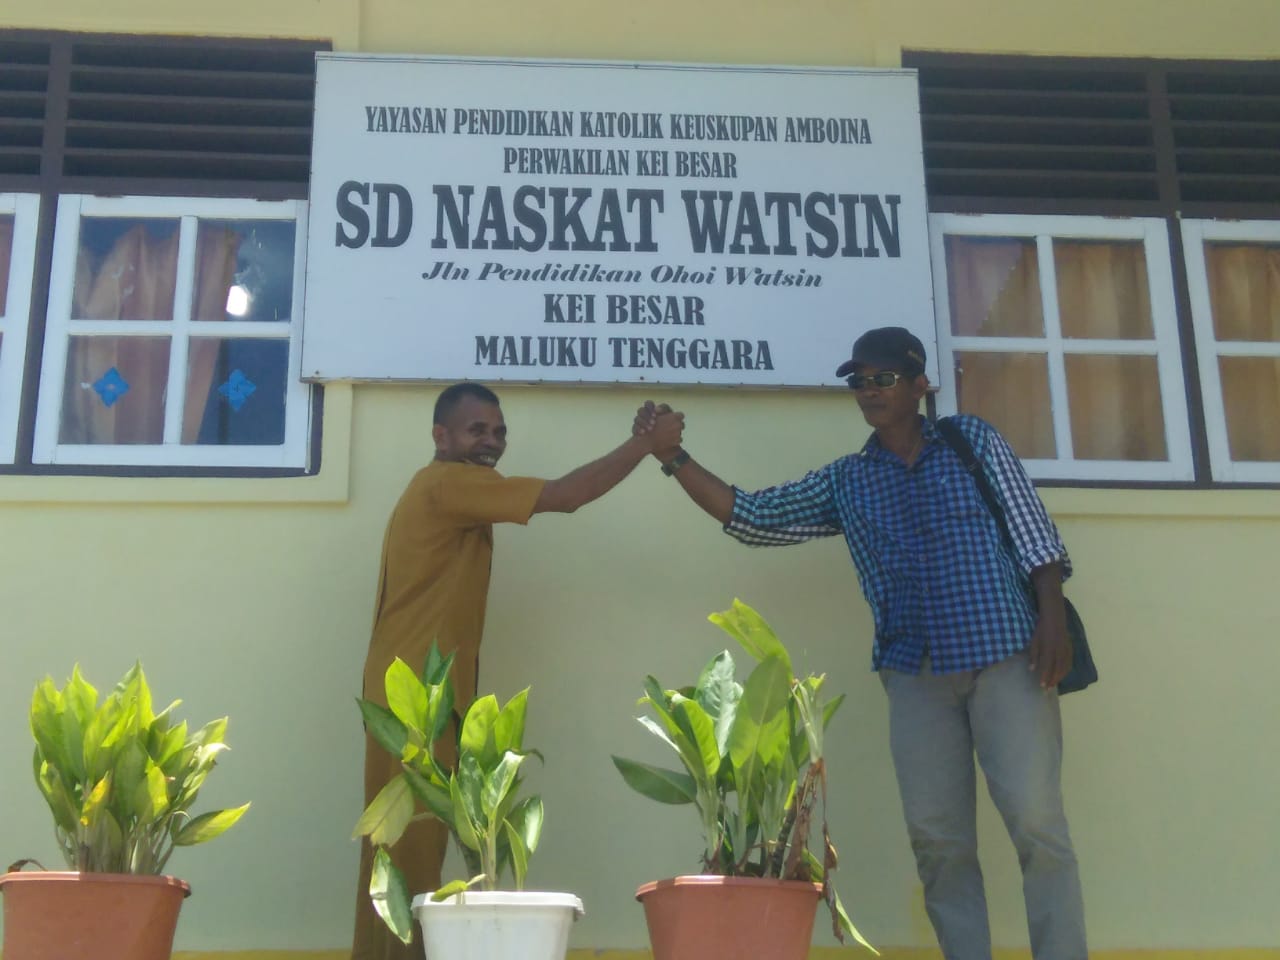 YAYASAN PENDIDIKAN KATOLIK KEUSKUPAN AMBOINA
PERWAKILAN KEI BESAR
SD NASKAT WATSIN
Jln Pendidikan Ohoi Watsin
KEI BESAR
MALUKU TENGGARA